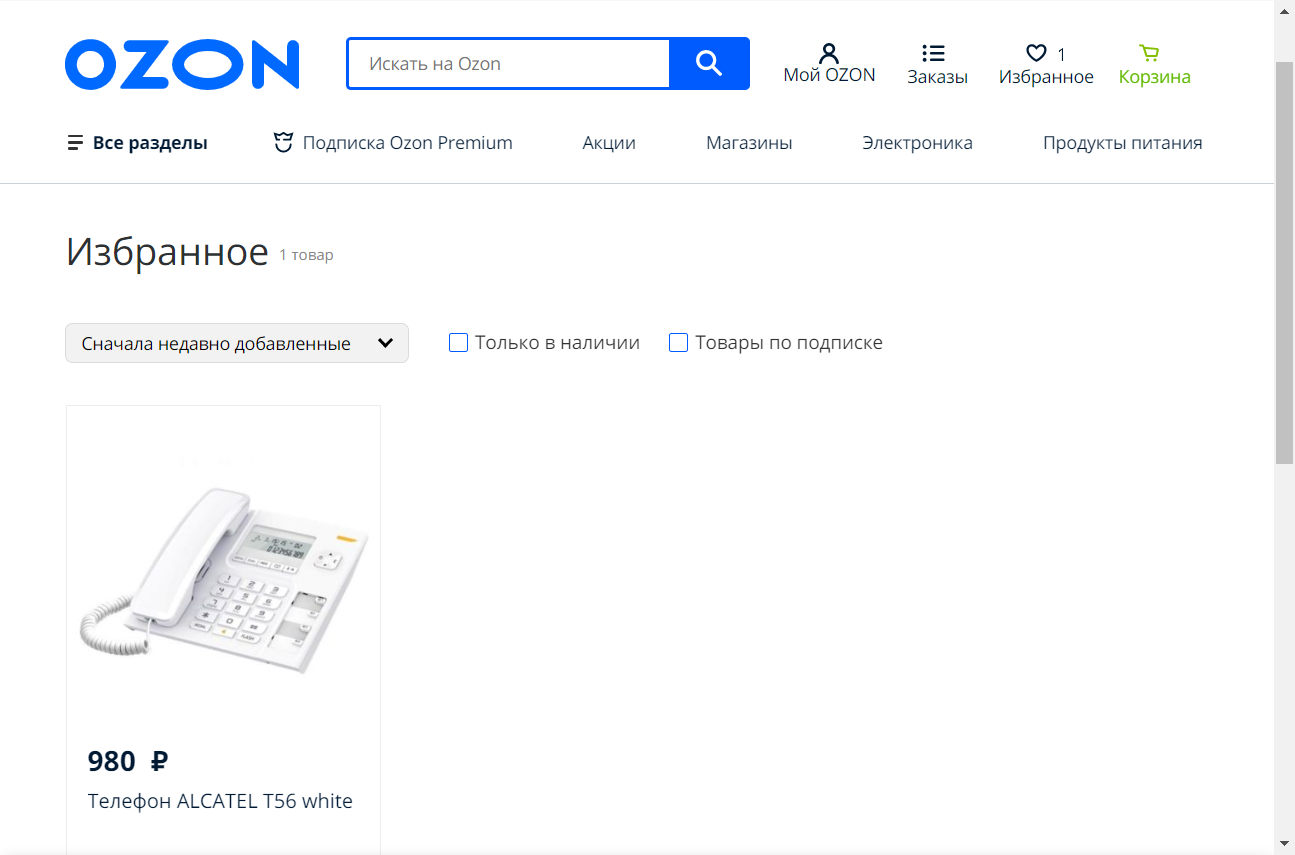 OZON
Искать на Ozon
Мой OZON
Заказы
1
Избранное
Корзина
Все разделы
Подписка Ozon Premium
Акции
Магазины
Электроника
Продукты питания
Избранное 1 товар
Сначала недавно добавленные
Только в наличии
Товары по подписке
980 ₽
Телефон ALCATEL T56 white